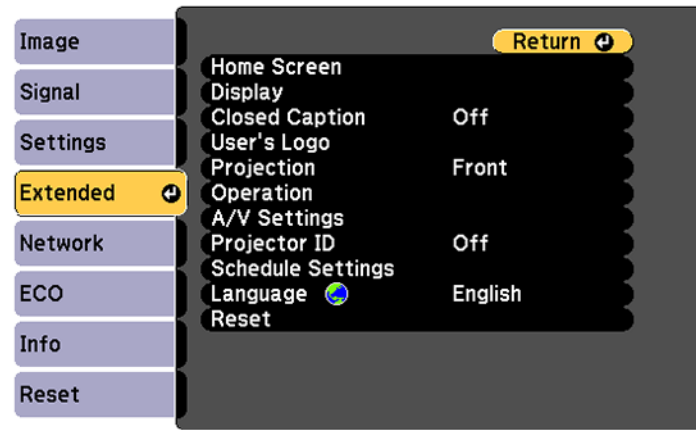 Image
Signal
Settings
Extended
Network
ECO
Info
Reset
Return
Home Screen
Display
Closed Caption Off
User's Logo
Projection Front
Operation
A/V Settings
Projector ID Off
Schedule Settings
Language English
Reset